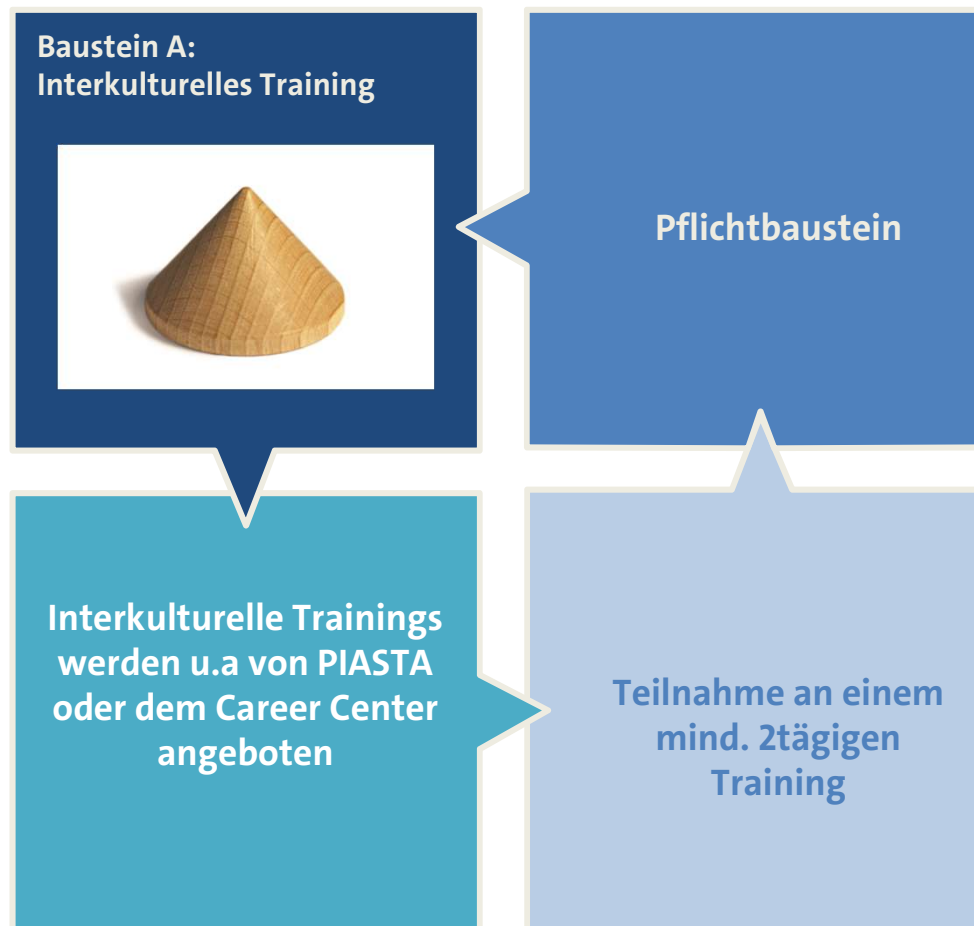 Baustein A:
Interkulturelles Training
Pflichtbaustein
Interkulturelle Trainings
werden u.a von PIASTA
oder dem Career Center
angeboten
Teilnahme an einem
mind. 2tägigen
Training